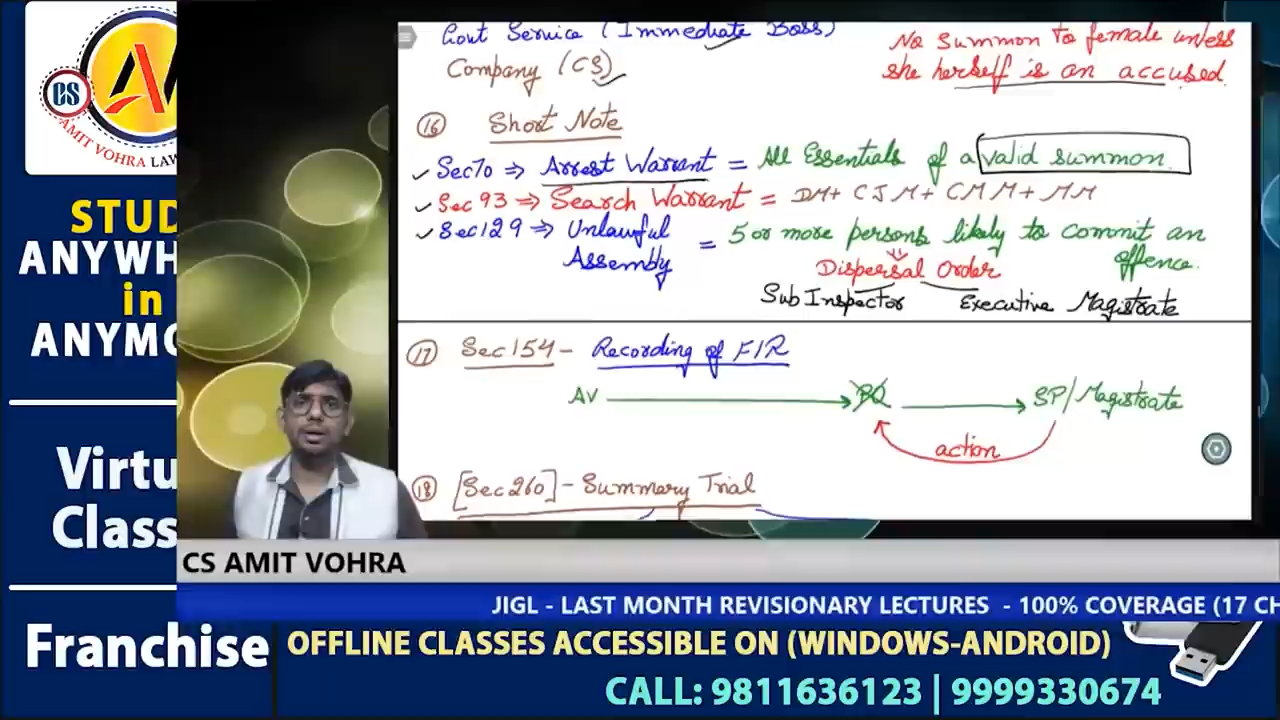 CS
AMIT VOHRA LAW
STUD
ANYWH
in
ANYMO
Virtu
Class
Franchise
Govt Service (Immediate Boss)
Company (CS)
No Summon to female unless
she herself is an accused.
16 Short Note
Sec70 ⇒ Arrest Warrant = All Essentials of a valid summon.
Sec 93 ⇒ Search Warrant = DM+ CJM+ CMM+ MM
Sec129 ⇒ Unlawful Assembly = 5 or more persons likely to commit an offence.
Dispersal Order
Sub Inspector Executive Magistrate
17 Sec154 - Recording of FIR
AV → PQ → SP/Magistrate
action
18 [Sec260] - Summary Trial
CS AMIT VOHRA
JIGL - LAST MONTH REVISIONARY LECTURES - 100% COVERAGE (17 CH
OFFLINE CLASSES ACCESSIBLE ON (WINDOWS-ANDROID)
CALL: 9811636123 | 9999330674